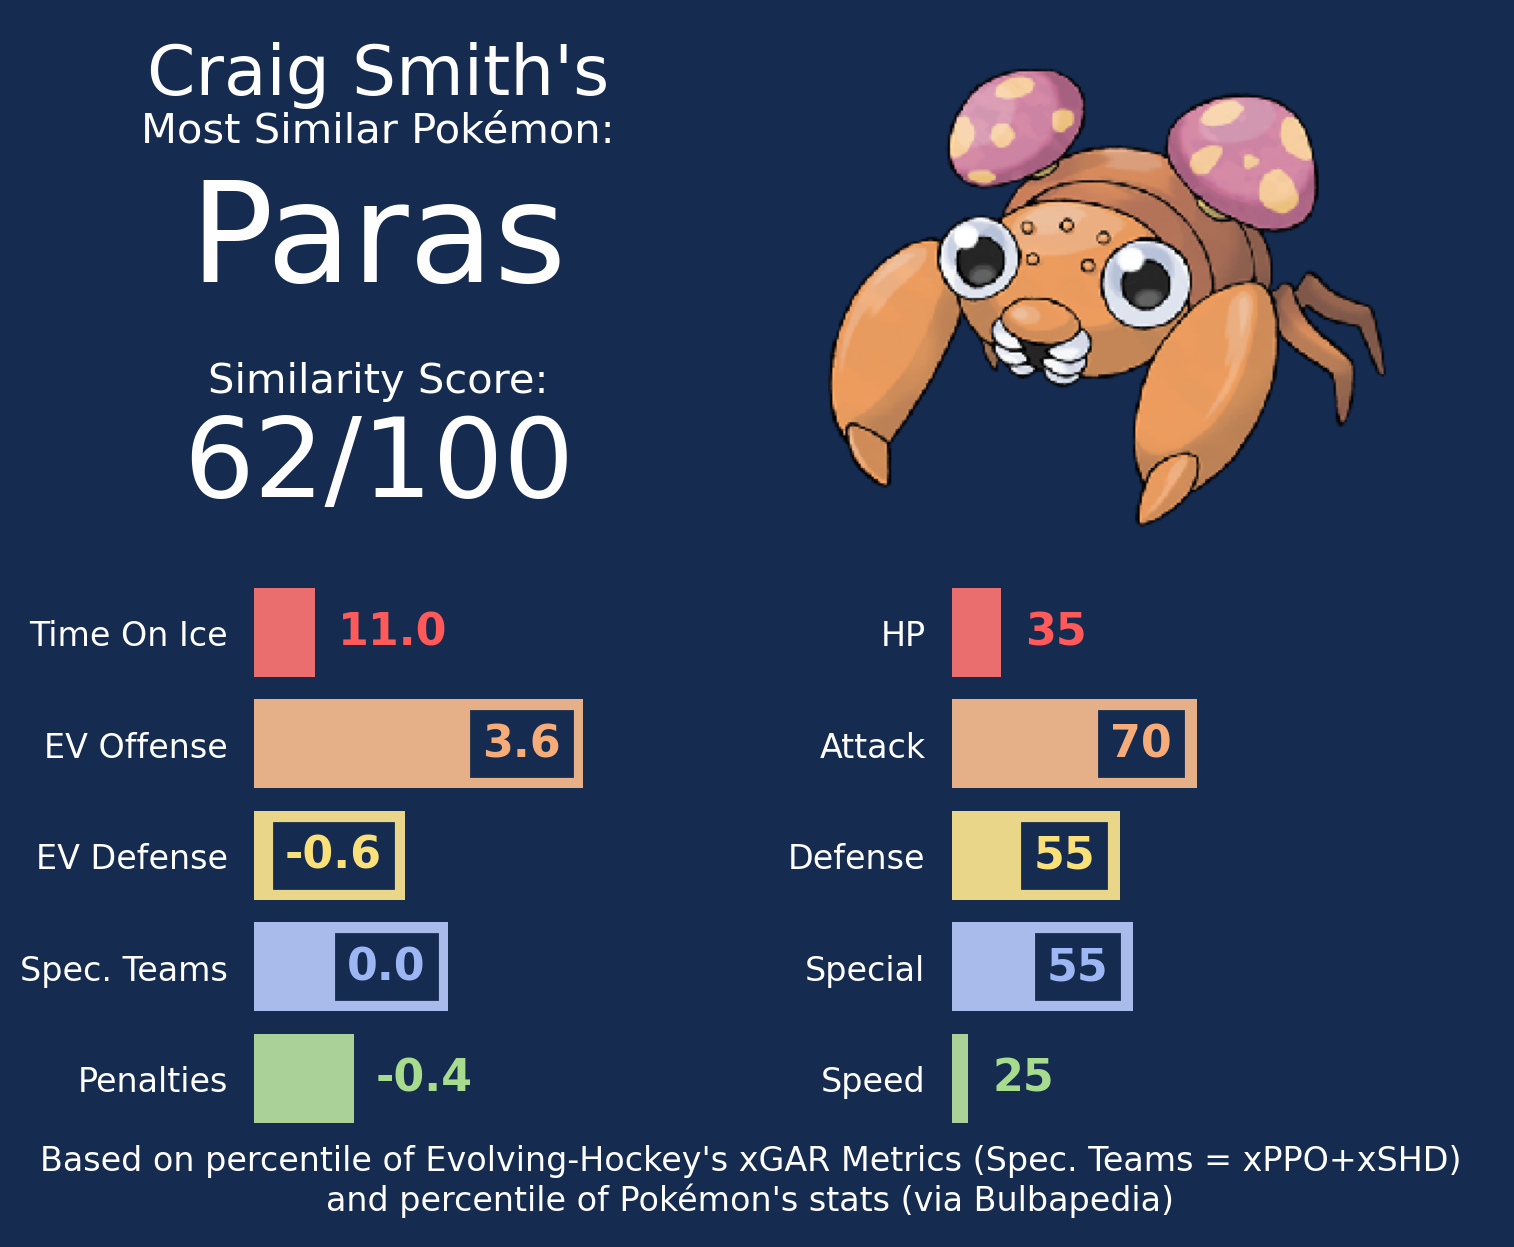 Craig Smith's
Most Similar Pokémon:
Paras
Similarity Score:
62/100
Time On Ice 11.0
EV Offense 3.6
EV Defense -0.6
Spec. Teams 0.0
Penalties -0.4
HP 35
Attack 70
Defense 55
Special 55
Speed 25
Based on percentile of Evolving-Hockey's xGAR Metrics (Spec. Teams = xPPO+xSHD)
and percentile of Pokémon's stats (via Bulbapedia)